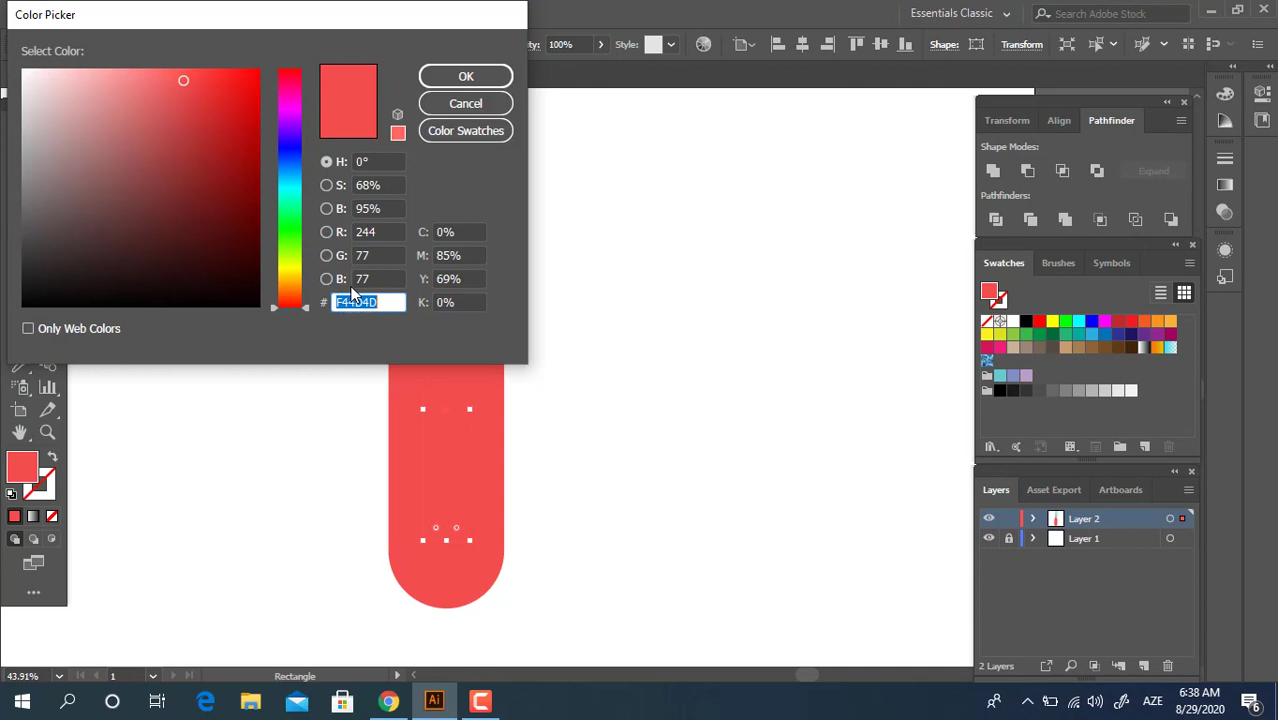 Color Picker
Essentials Classic
Search Adobe Stock
Select Color:
100%
Style:
Shape:
Transform
OK
Cancel
Color Swatches
H: 0°
S: 68%
B: 95%
R: 244
G: 77
B: 77
# F44D4D
C: 0%
M: 85%
Y: 69%
K: 0%
Only Web Colors
Transform
Align
Pathfinder
Shape Modes:
Expand
Pathfinders:
Swatches
Brushes
Symbols
Layers
Asset Export
Artboards
Layer 2
Layer 1
2 Layers
43.91%
1
Rectangle
Ai
AZE
6:38 AM
8/29/2020
6